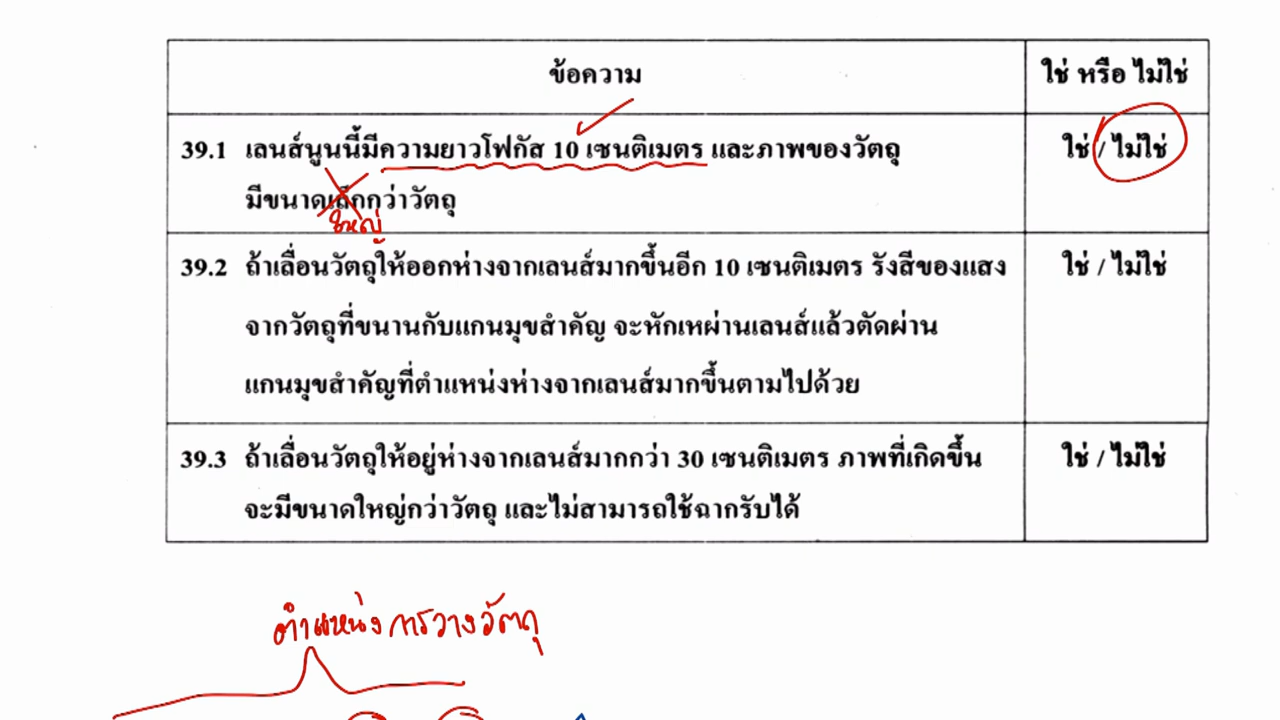 ข้อความ
ใช่ หรือ ไม่ใช่
39.1 เลนส์นูนนี้มีความยาวโฟกัส 10 เซนติเมตร และภาพของวัตถุ
ใช่ / ไม่ใช่
มีขนาดเล็กกว่าวัตถุ
ใหญ่
39.2 ถ้าเลื่อนวัตถุให้ออกห่างจากเลนส์มากขึ้นอีก 10 เซนติเมตร รังสีของแสง
ใช่ / ไม่ใช่
จากวัตถุที่ขนานกับแกนมุขสำคัญ จะหักเหผ่านเลนส์แล้วตัดผ่าน
แกนมุขสำคัญที่ตำแหน่งห่างจากเลนส์มากขึ้นตามไปด้วย
39.3 ถ้าเลื่อนวัตถุให้อยู่ห่างจากเลนส์มากกว่า 30 เซนติเมตร ภาพที่เกิดขึ้น
ใช่ / ไม่ใช่
จะมีขนาดใหญ่กว่าวัตถุ และไม่สามารถใช้ฉากรับได้
ตำแหน่งการวางวัตถุ